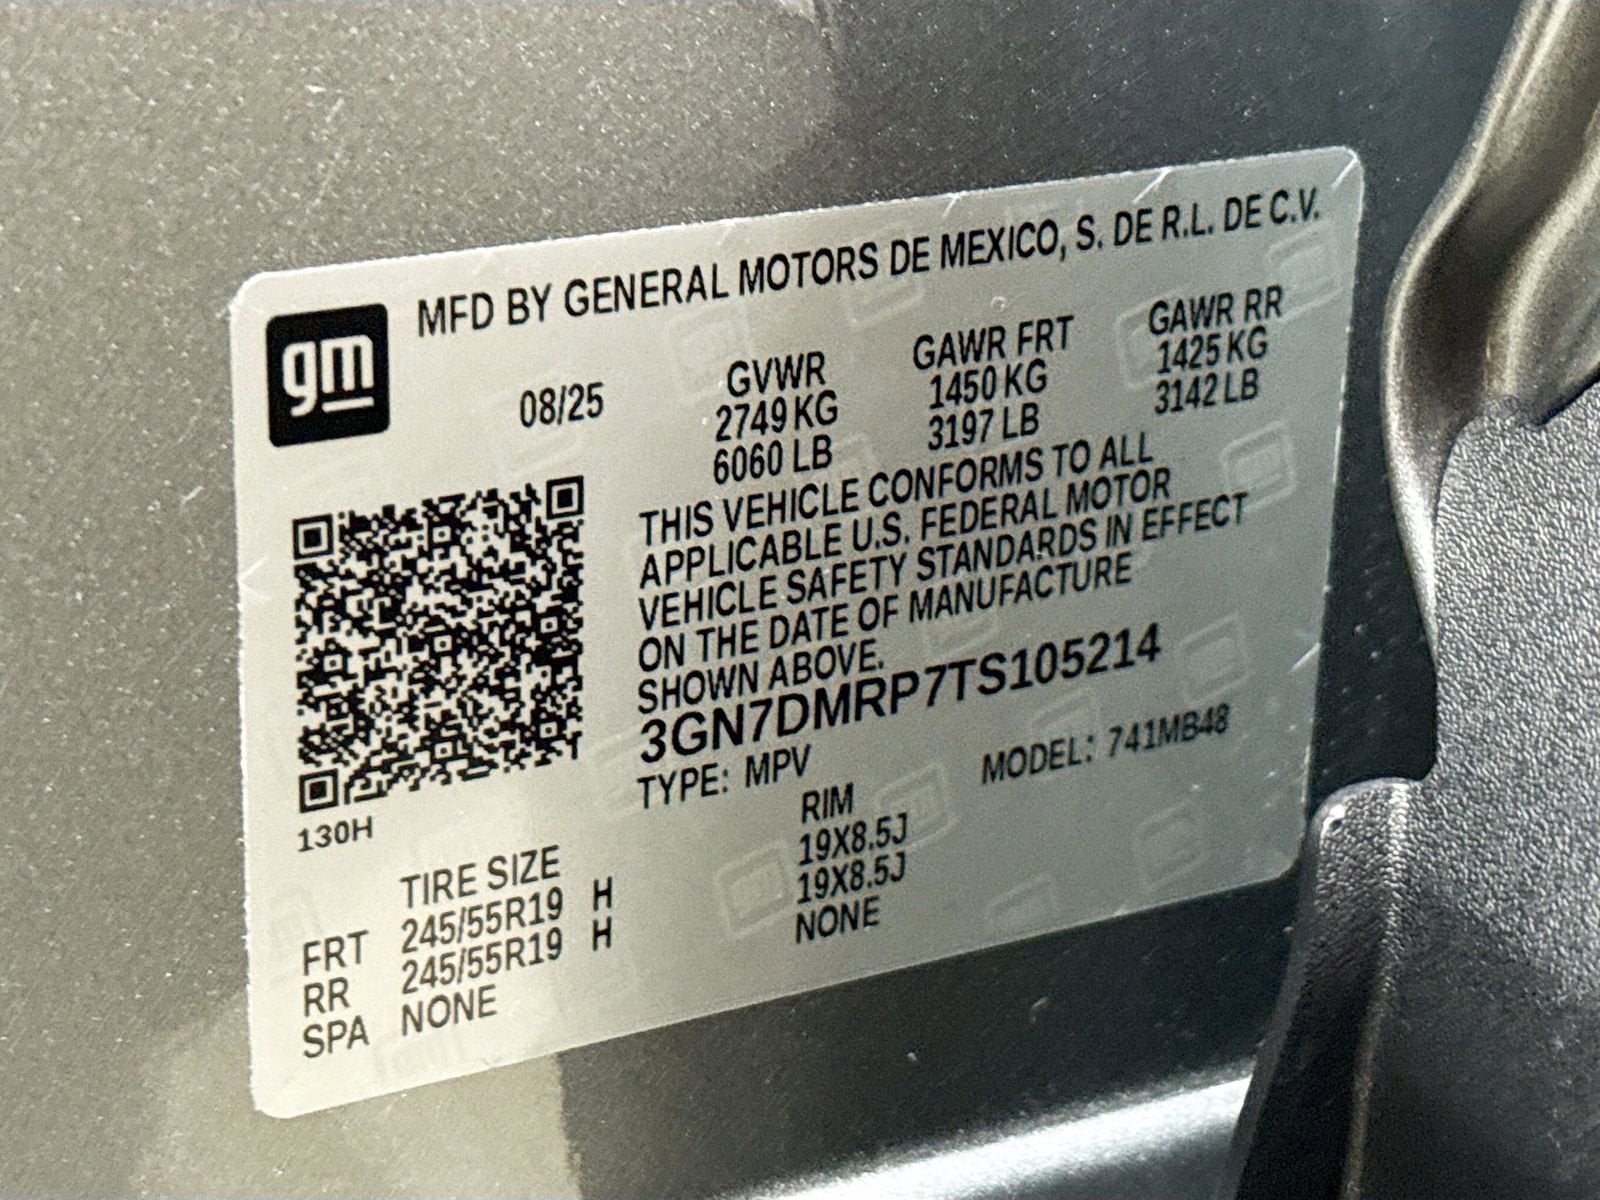 gm
MFD BY GENERAL MOTORS DE MEXICO, S. DE R.L. DE C.V.
08/25
GVWR
2749 KG
6060 LB
GAWR FRT
1450 KG
3197 LB
GAWR RR
1425 KG
3142 LB
THIS VEHICLE CONFORMS TO ALL
APPLICABLE U.S. FEDERAL MOTOR
VEHICLE SAFETY STANDARDS IN EFFECT
ON THE DATE OF MANUFACTURE
SHOWN ABOVE.
3GN7DMRP7TS105214
TYPE: MPV
MODEL: 741MB48
130H
TIRE SIZE
RIM
FRT 245/55R19 H 19X8.5J
RR 245/55R19 H 19X8.5J
SPA NONE NONE